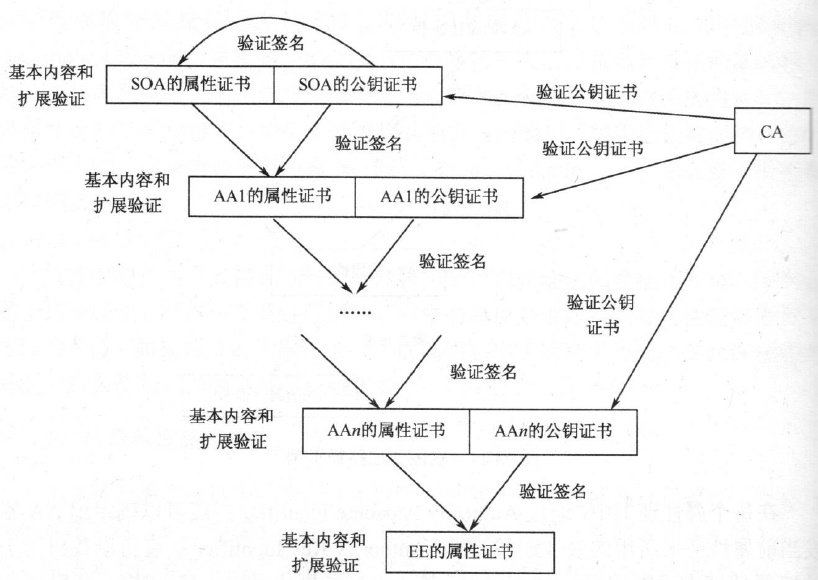 验证签名
基本内容和
扩展验证
SOA的属性证书
SOA的公钥证书
验证公钥证书
CA
验证签名
验证公钥证书
基本内容和
扩展验证
AA1的属性证书
AA1的公钥证书
验证签名
验证公钥
证书
......
验证签名
基本内容和
扩展验证
AAn的属性证书
AAn的公钥证书
验证签名
基本内容和
扩展验证
EE的属性证书